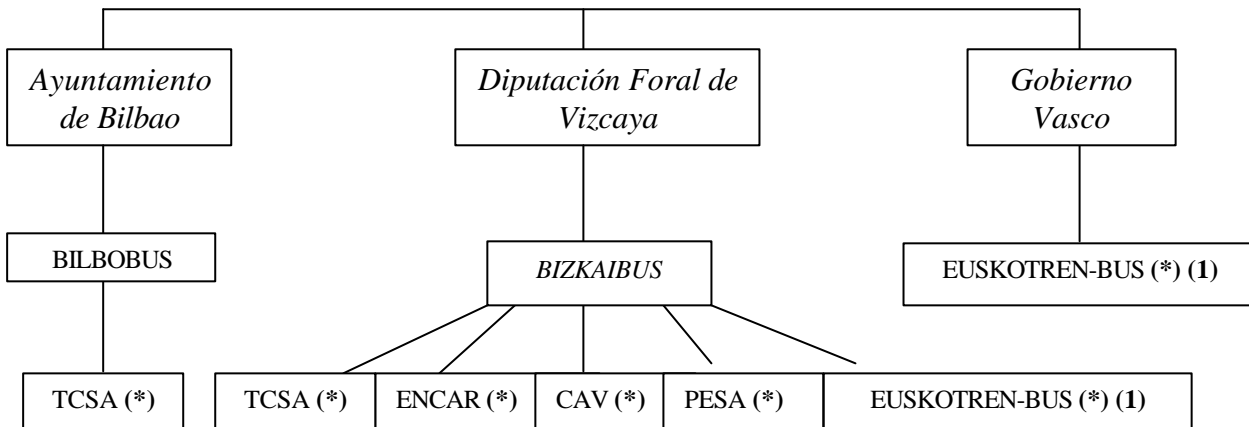 Ayuntamiento
de Bilbao
Diputación Foral de
Vizcaya
Gobierno
Vasco
BILBOBUS
BIZKAIBUS
EUSKOTREN-BUS (*) (1)
TCSA (*)
TCSA (*)
ENCAR (*)
CAV (*)
PESA (*)
EUSKOTREN-BUS (*) (1)